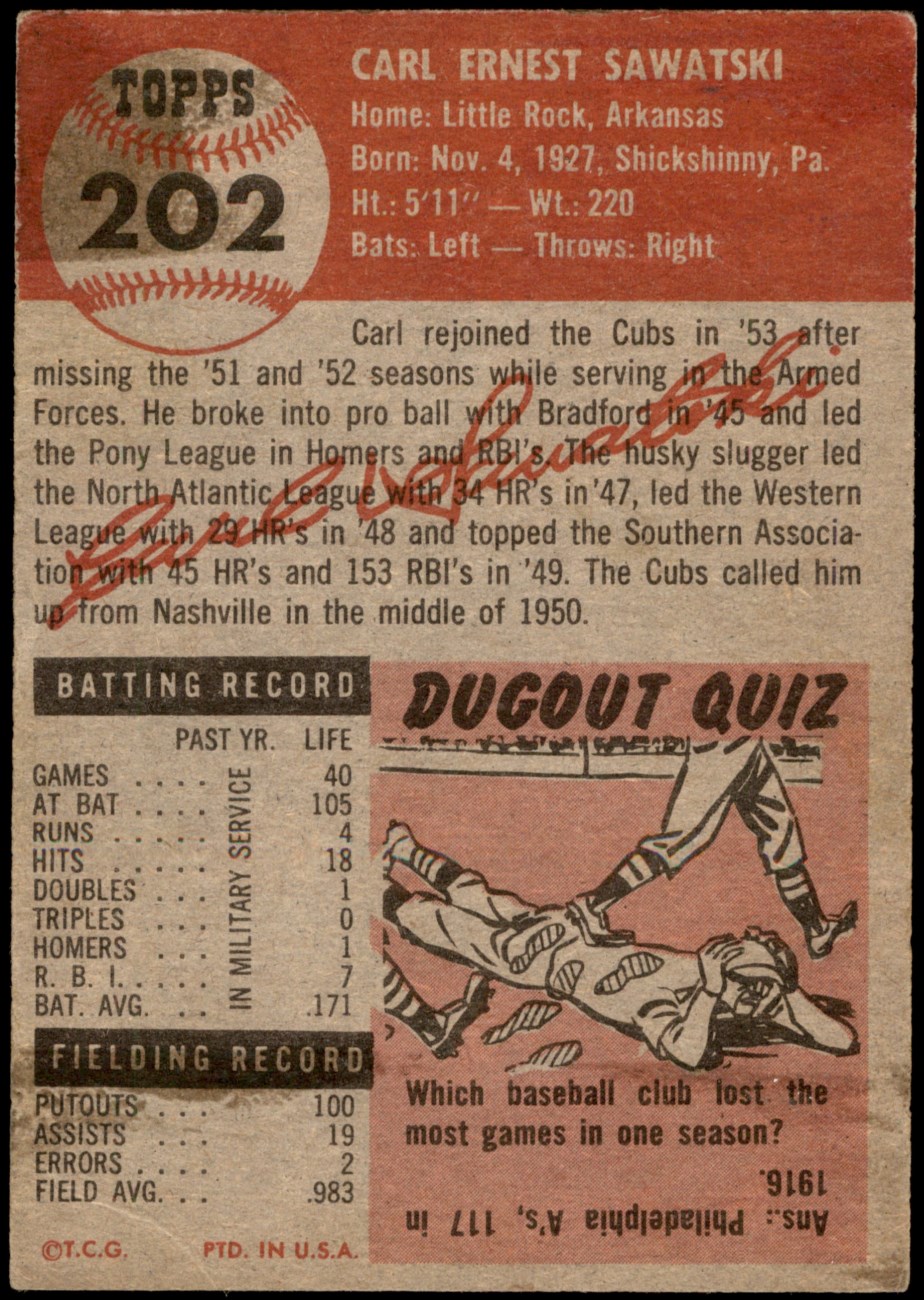 TOPPS
202
CARL ERNEST SAWATSKI
Home: Little Rock, Arkansas
Born: Nov. 4, 1927, Shickshinny, Pa.
Ht.: 5'11" — Wt.: 220
Bats: Left — Throws: Right
Carl rejoined the Cubs in '53 after
missing the '51 and '52 seasons while serving in the Armed
Forces. He broke into pro ball with Bradford in '45 and led
the Pony League in Homers and RBI's. The husky slugger led
the North Atlantic League with 34 HR's in '47, led the Western
League with 29 HR's in '48 and topped the Southern Associa-
tion with 45 HR's and 153 RBI's in '49. The Cubs called him
up from Nashville in the middle of 1950.
Carl Sawatski
BATTING RECORD
PAST YR. LIFE
GAMES . . . . 40
AT BAT . . . . 105
RUNS . . . . . 4
HITS . . . . . 18
DOUBLES . . . 1
TRIPLES . . . 0
HOMERS . . . 1
R. B. I. . . . . 7
BAT. AVG. . . .171
IN MILITARY SERVICE
FIELDING RECORD
PUTOUTS . . . 100
ASSISTS . . . 19
ERRORS . . . . 2
FIELD AVG. . . .983
©T.C.G. PTD. IN U.S.A.
DUGOUT QUIZ
Which baseball club lost the
most games in one season?
Ans.: Philadelphia A's, 117 in
1916.